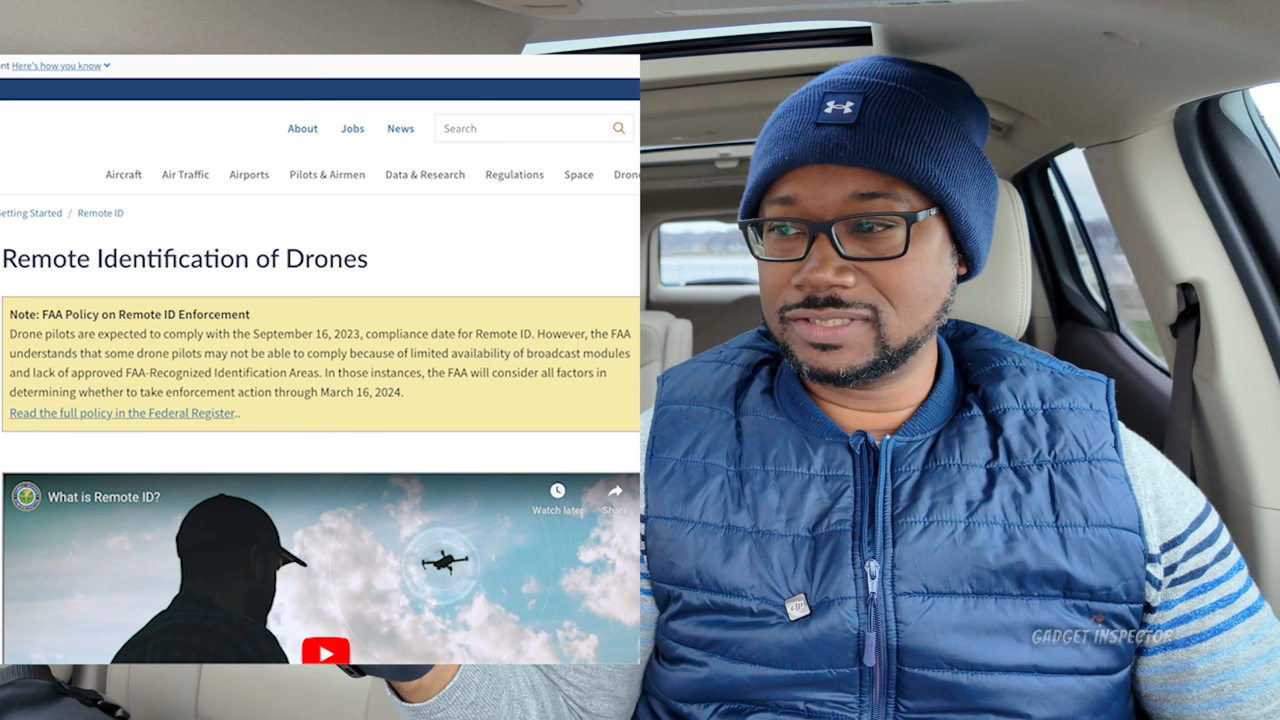 nt Here's how you know
About Jobs News Search
Aircraft Air Traffic Airports Pilots & Airmen Data & Research Regulations Space Dron
Getting Started / Remote ID
Remote Identification of Drones
Note: FAA Policy on Remote ID Enforcement
Drone pilots are expected to comply with the September 16, 2023, compliance date for Remote ID. However, the FAA
understands that some drone pilots may not be able to comply because of limited availability of broadcast modules
and lack of approved FAA-Recognized Identification Areas. In those instances, the FAA will consider all factors in
determining whether to take enforcement action through March 16, 2024.
Read the full policy in the Federal Register..
What is Remote ID?
Watch later Share
dji
GADGET INSPECTOR